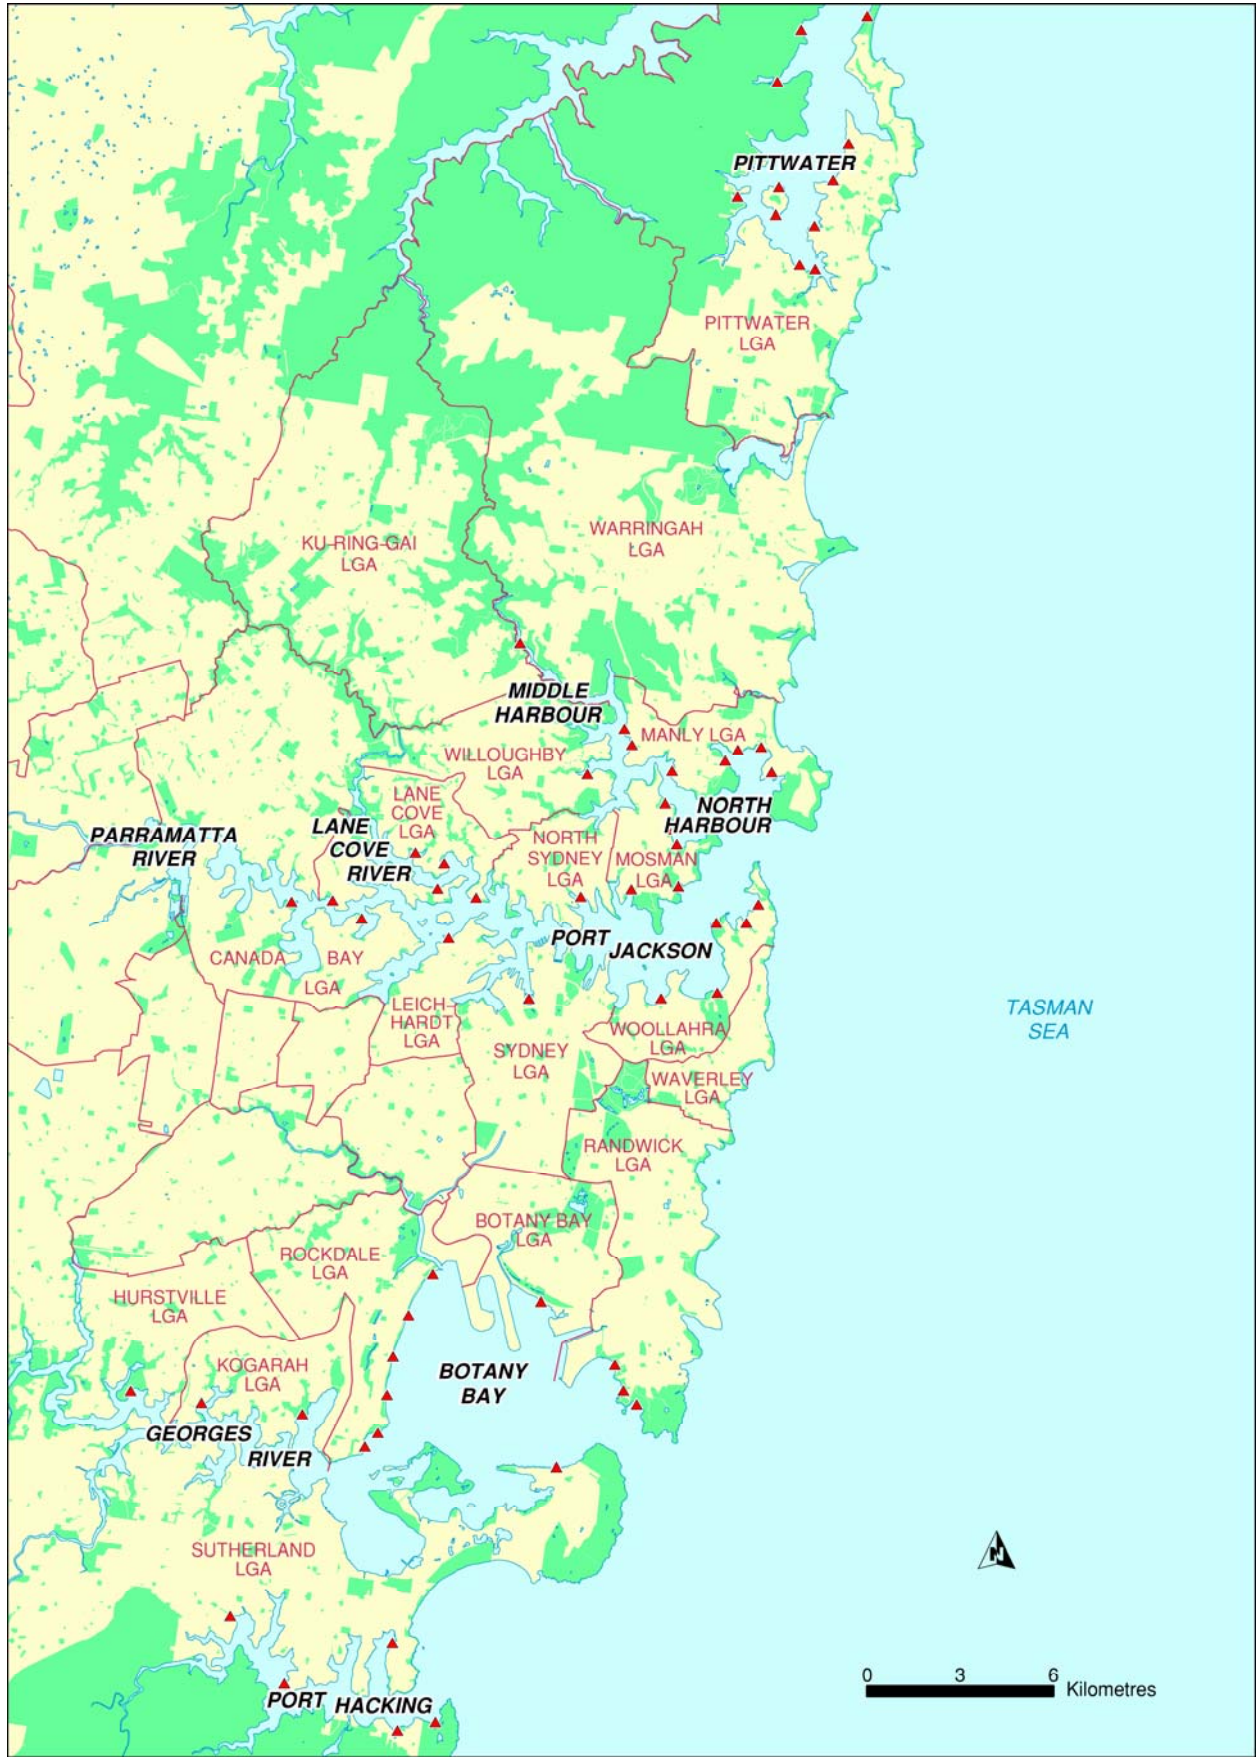 PITTWATER
PITTWATER
LGA
WARRINGAH
LGA
KU-RING-GAI
LGA
MIDDLE
HARBOUR
MANLY LGA
WILLOUGHBY
LGA
LANE
COVE
LGA
NORTH
HARBOUR
LANE
COVE
RIVER
PARRAMATTA
RIVER
NORTH
SYDNEY
LGA
MOSMAN
LGA
PORT JACKSON
CANADA BAY
LGA
LEICH-
HARDT
LGA
TASMAN
SEA
WOOLLAHRA
LGA
SYDNEY
LGA
WAVERLEY
LGA
RANDWICK
LGA
BOTANY BAY
LGA
ROCKDALE
LGA
HURSTVILLE
LGA
KOGARAH
LGA
BOTANY
BAY
GEORGES
RIVER
SUTHERLAND
LGA
N
0 3 6
Kilometres
PORT HACKING